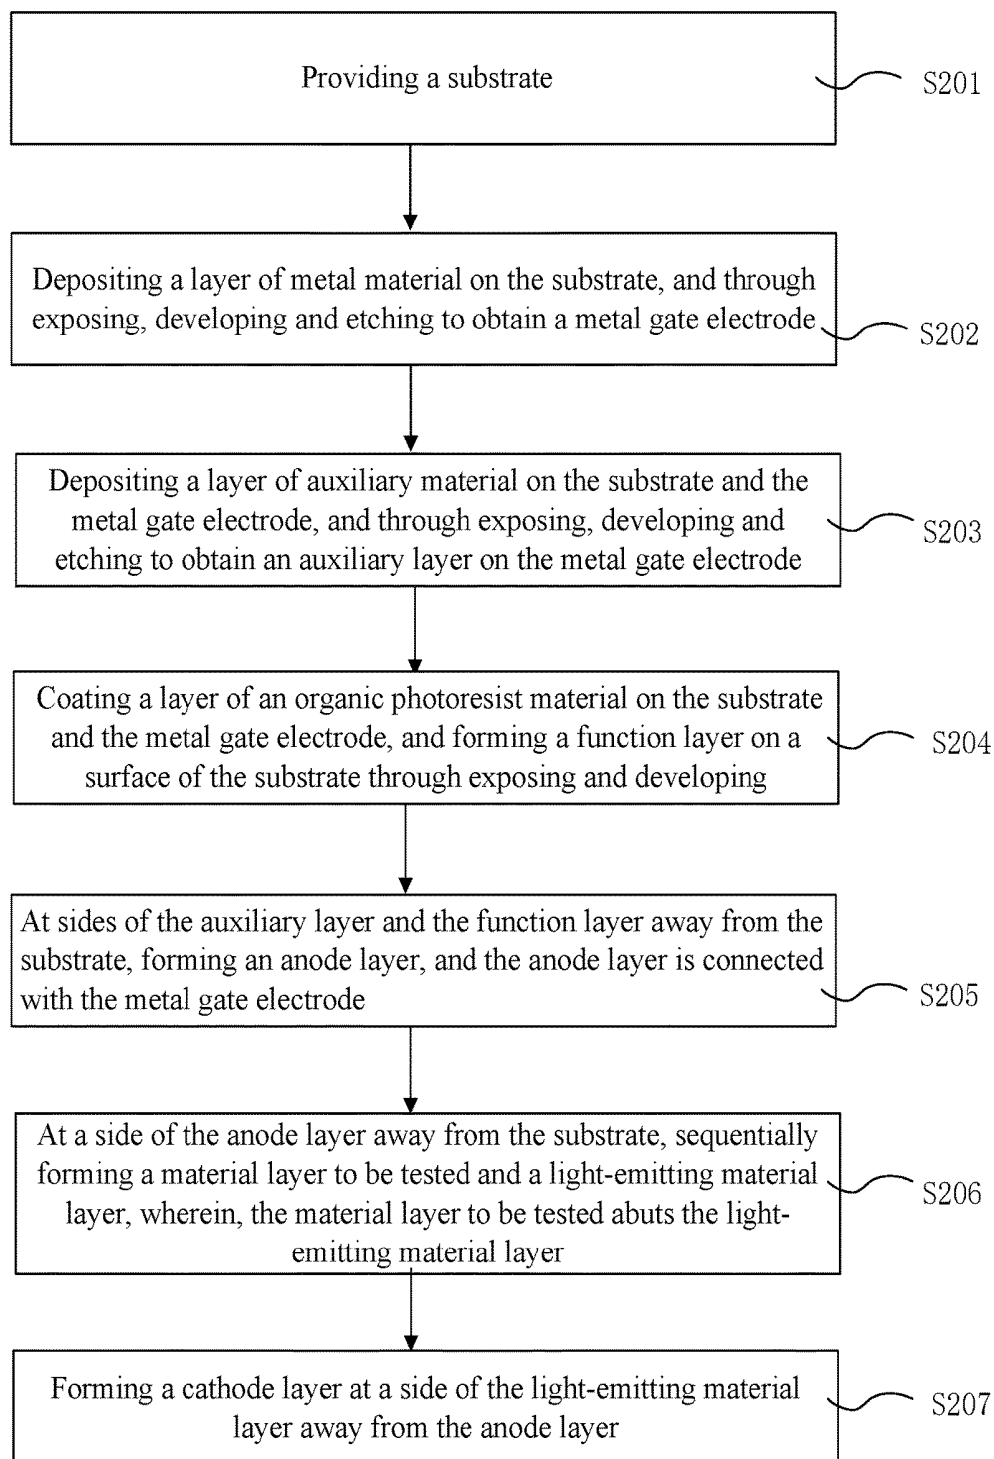 Providing a substrate
S201
Depositing a layer of metal material on the substrate, and through
exposing, developing and etching to obtain a metal gate electrode
S202
Depositing a layer of auxiliary material on the substrate and the
metal gate electrode, and through exposing, developing and
etching to obtain an auxiliary layer on the metal gate electrode
S203
Coating a layer of an organic photoresist material on the substrate
and the metal gate electrode, and forming a function layer on a
surface of the substrate through exposing and developing
S204
At sides of the auxiliary layer and the function layer away from the
substrate, forming an anode layer, and the anode layer is connected
with the metal gate electrode
S205
At a side of the anode layer away from the substrate, sequentially
forming a material layer to be tested and a light-emitting material
layer, wherein, the material layer to be tested abuts the light-
emitting material layer
S206
Forming a cathode layer at a side of the light-emitting material
layer away from the anode layer
S207